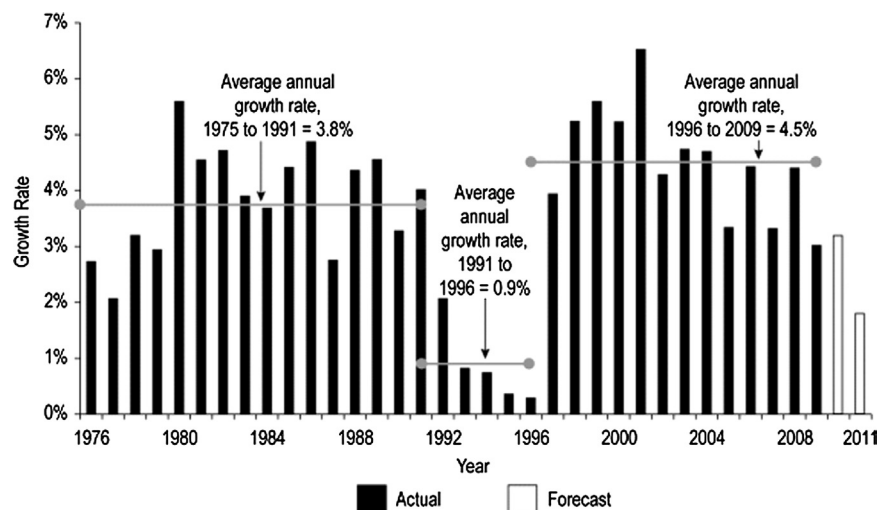 7%
6%
5%
4%
3%
2%
1%
0%
Growth Rate
Average annual
growth rate,
1975 to 1991 = 3.8%
Average
annual
growth rate,
1991 to
1996 = 0.9%
Average annual
growth rate,
1996 to 2009 = 4.5%
1976 1980 1984 1988 1992 1996 2000 2004 2008 2011
Year
Actual Forecast